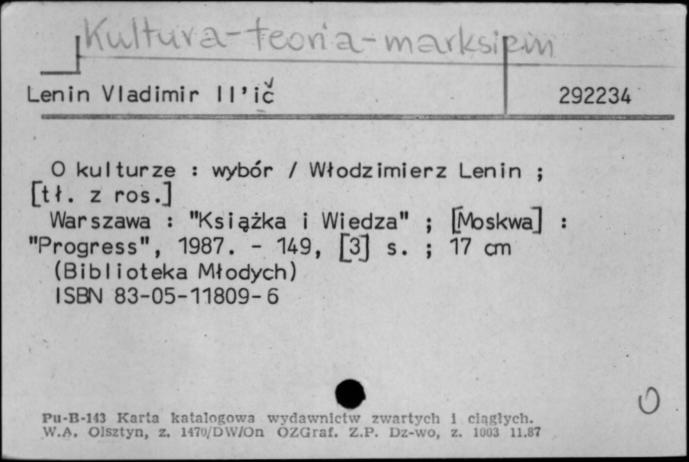 Kultura-teoria-marksizm
Lenin Vladimir Il'ič 292234
O kulturze : wybór / Włodzimierz Lenin ;
[tł. z ros.]
Warszawa : "Książka i Wiedza" ; [Moskwa] :
"Progress", 1987. - 149, [3] s. ; 17 cm
(Biblioteka Młodych)
ISBN 83-05-11809-6
Pu-B-143 Karta katalogowa wydawnictw zwartych i ciągłych.
W.A. Olsztyn, z. 1470/DW/On OZGraf. Z.P. Dz-wo, z. 1003 11.87